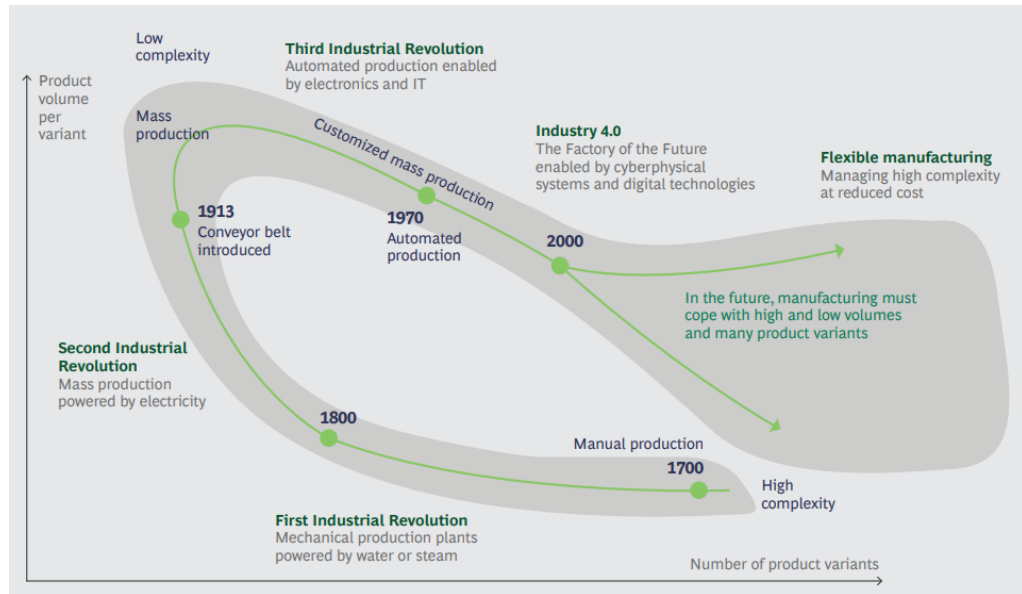 Low
complexity
Third Industrial Revolution
Automated production enabled
by electronics and IT
Product
volume
per
variant
Mass
production
Customized mass production
Industry 4.0
The Factory of the Future
enabled by cyberphysical
systems and digital technologies
Flexible manufacturing
Managing high complexity
at reduced cost
1913
Conveyor belt
introduced
1970
Automated
production
2000
In the future, manufacturing must
cope with high and low volumes
and many product variants
Second Industrial
Revolution
Mass production
powered by electricity
1800
Manual production
1700
High
complexity
First Industrial Revolution
Mechanical production plants
powered by water or steam
Number of product variants